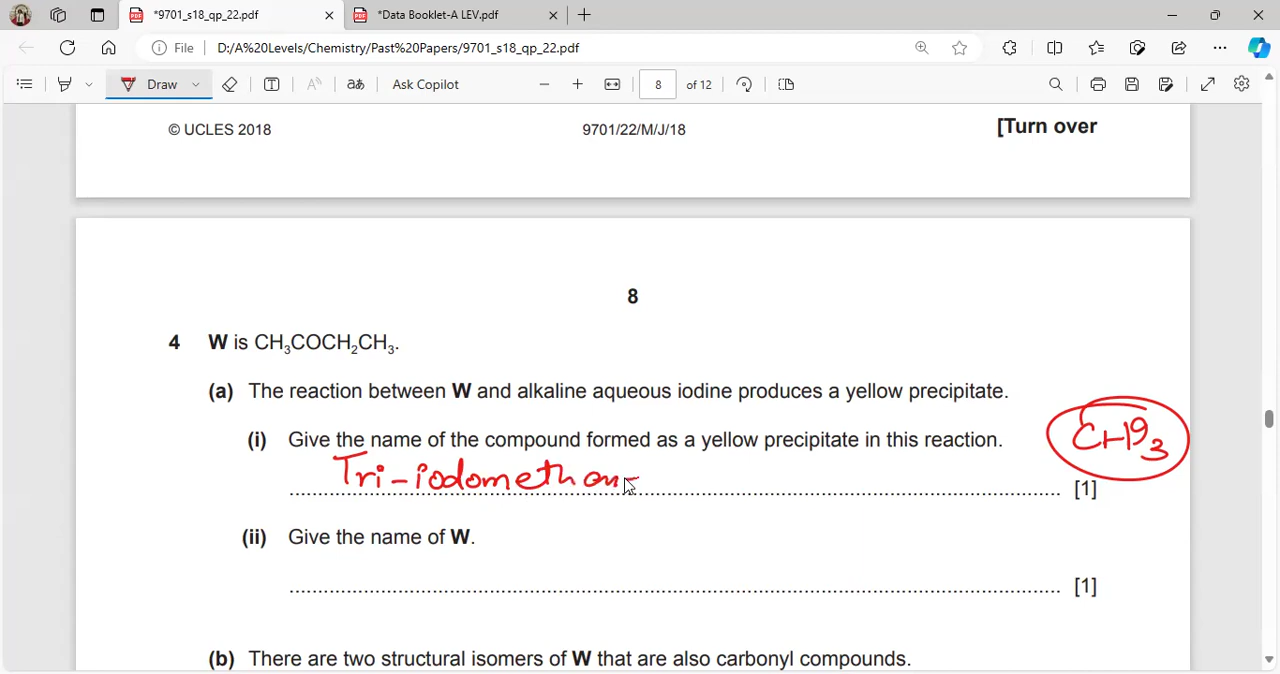 *9701_s18_qp_22.pdf
*Data Booklet-A LEV.pdf
File D:/A%20Levels/Chemistry/Past%20Papers/9701_s18_qp_22.pdf
Draw
Ask Copilot
8 of 12
© UCLES 2018 9701/22/M/J/18 [Turn over
8
4 W is CH₃COCH₂CH₃.
(a) The reaction between W and alkaline aqueous iodine produces a yellow precipitate.
(i) Give the name of the compound formed as a yellow precipitate in this reaction.
CHI₃
Tri-iodomethan
[1]
(ii) Give the name of W.
[1]
(b) There are two structural isomers of W that are also carbonyl compounds.